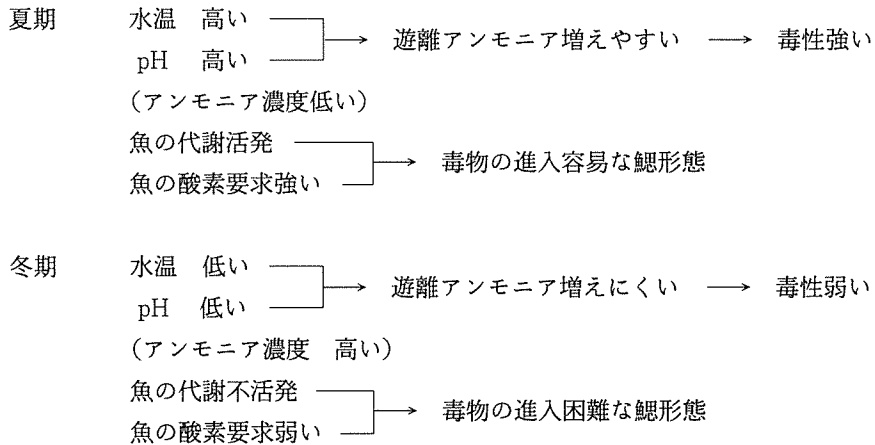 夏期 水温 高い 遊離アンモニア増えやすい 毒性強い
pH 高い
(アンモニア濃度低い)
魚の代謝活発 毒物の進入容易な鰓形態
魚の酸素要求強い
冬期 水温 低い 遊離アンモニア増えにくい 毒性弱い
pH 低い
(アンモニア濃度 高い)
魚の代謝不活発 毒物の進入困難な鰓形態
魚の酸素要求弱い